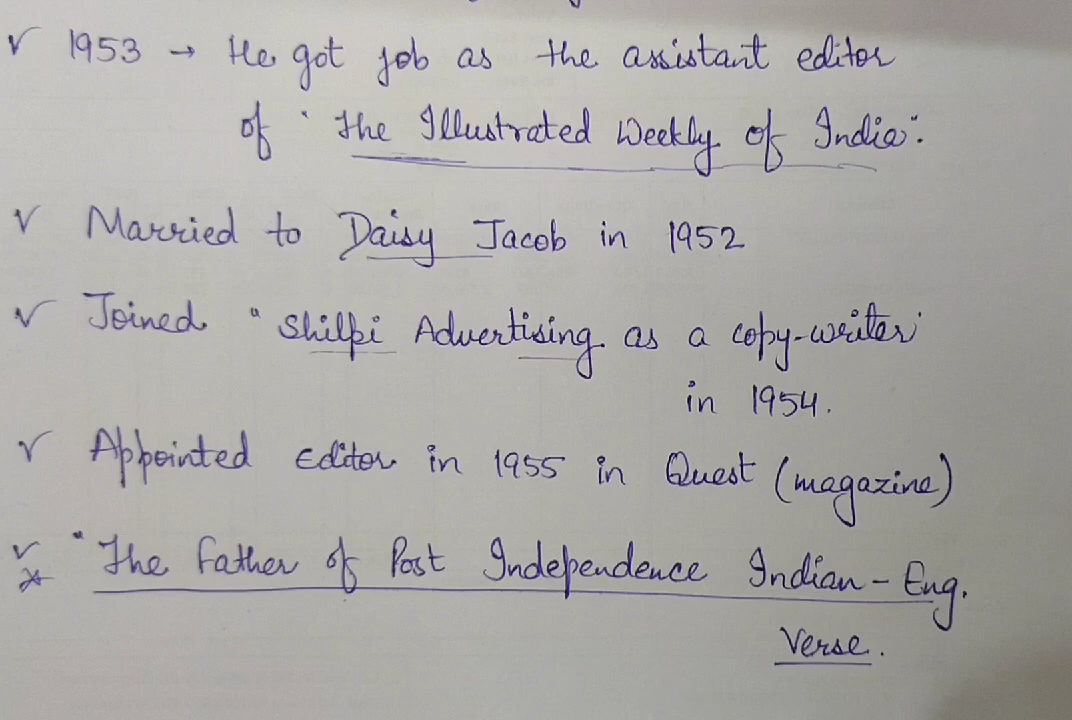 ✓ 1953 → He got job as the assistant editor
of "The Illustrated Weekly of India".
✓ Married to Daisy Jacob in 1952
✓ Joined "Shilpi Advertising as a copy-writer'
in 1954.
✓ Appointed Editor in 1955 in Quest (magazine)
✓ * "The Father of Post Independence Indian - Eng.
Verse.